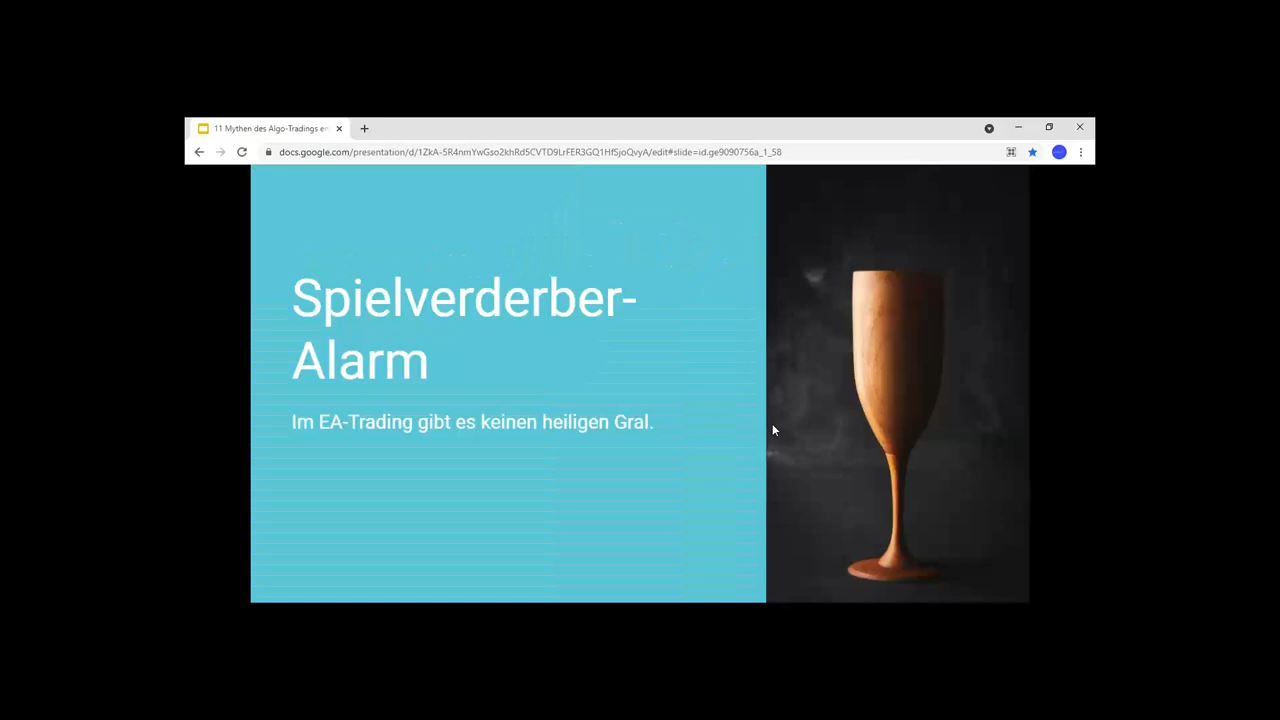 11 Mythen des Algo-Tradings en
docs.google.com/presentation/d/1ZkA-5R4nmYwGso2khRd5CVTD9LrFER3GQ1HfSjoQvyA/edit#slide=id.ge9090756a_1_58
Spielverderber-
Alarm
Im EA-Trading gibt es keinen heiligen Gral.